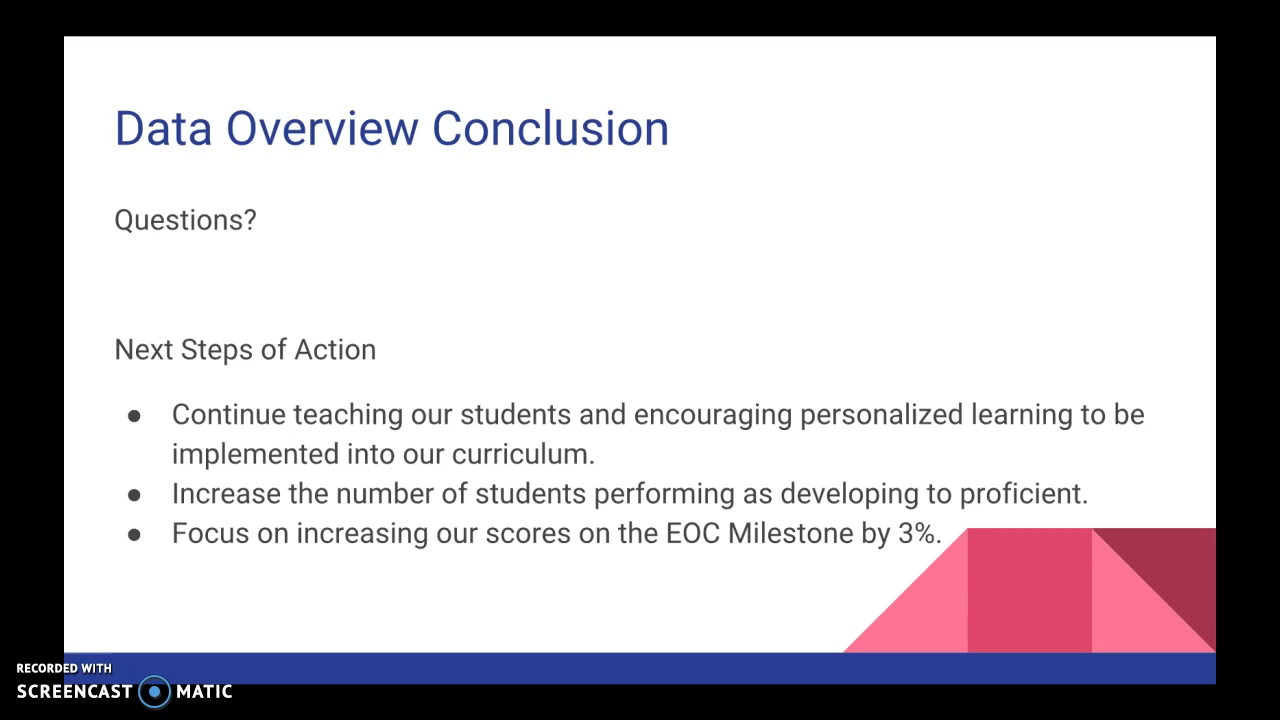 Data Overview Conclusion
Questions?
Next Steps of Action
● Continue teaching our students and encouraging personalized learning to be
implemented into our curriculum.
● Increase the number of students performing as developing to proficient.
● Focus on increasing our scores on the EOC Milestone by 3%.
RECORDED WITH
SCREENCAST MATIC